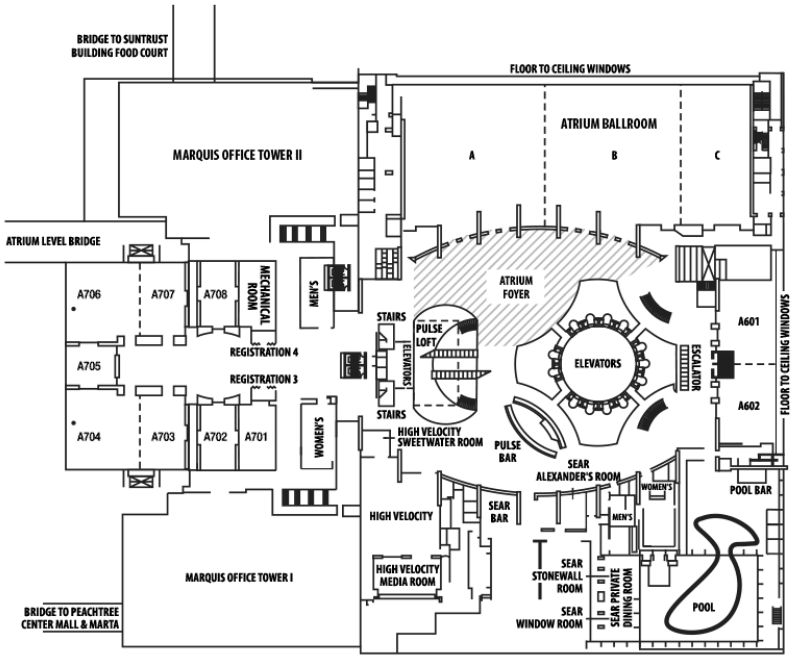 BRIDGE TO SUNTRUST
BUILDING FOOD COURT
FLOOR TO CEILING WINDOWS
ATRIUM BALLROOM
MARQUIS OFFICE TOWER II
A
B
C
ATRIUM LEVEL BRIDGE
ATRIUM
FOYER
A706
A707
A708
MECHANICAL
ROOM
MEN'S
STAIRS
PULSE
LOFT
A601
FLOOR TO CEILING WINDOWS
REGISTRATION 4
A705
ELEVATORS
ELEVATORS
ESCALATOR
REGISTRATION 3
A602
STAIRS
A704
A703
A702
A701
WOMEN'S
HIGH VELOCITY
SWEETWATER ROOM
PULSE
BAR
SEAR
ALEXANDER'S ROOM
WOMEN'S
POOL BAR
HIGH VELOCITY
SEAR
BAR
MEN'S
MARQUIS OFFICE TOWER I
HIGH VELOCITY
MEDIA ROOM
SEAR
STONEWALL
ROOM
SEAR PRIVATE
DINING ROOM
POOL
SEAR
WINDOW ROOM
BRIDGE TO PEACHTREE
CENTER MALL & MARTA